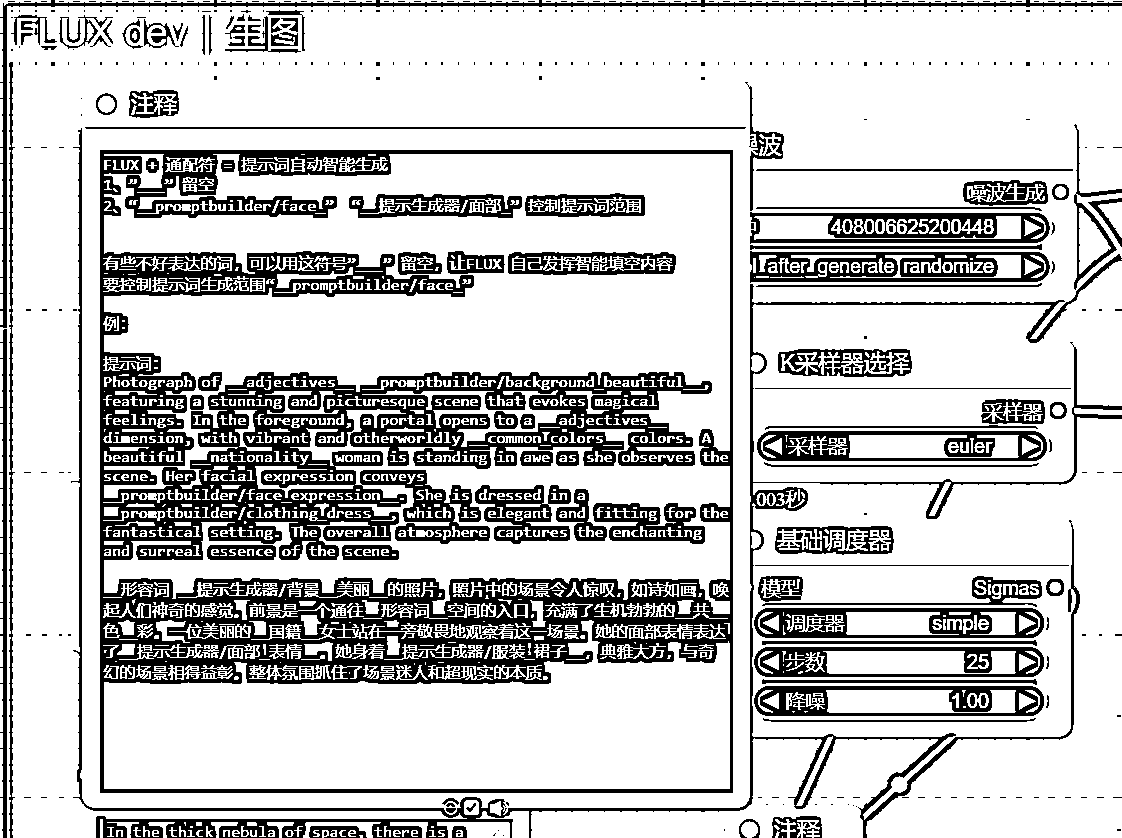 FLUX dev | 生图
注释
FLUX + 通配符 = 提示词自动智能生成
1、"___" 留空
2、"__promptbuilder/face_" "__提示生成器/面部_" 控制提示词范围
有些不好表达的词，可以用这符号"___" 留空，让FLUX 自己发挥智能填空内容
要控制提示词生成范围"__promptbuilder/face_"
例：
提示词：
Photograph of __adjectives__ __promptbuilder/background_beautiful__,
featuring a stunning and picturesque scene that evokes magical
feelings. In the foreground, a portal opens to a __adjectives__
dimension, with vibrant and otherworldly __common_colors__ colors. A
beautiful __nationality__ woman is standing in awe as she observes the
scene. Her facial expression conveys
__promptbuilder/face_expression__. She is dressed in a
__promptbuilder/clothing_dress__, which is elegant and fitting for the
fantastical setting. The overall atmosphere captures the enchanting
and surreal essence of the scene.
__形容词__提示生成器/背景__美丽__的照片，照片中的场景令人惊叹，如诗如画，唤
起人们神奇的感觉。前景是一个通往__形容词__空间的入口，充满了生机勃勃的__共__
色__彩。一位美丽的__国籍__女士站在一旁敬畏地观察着这一场景。她的面部表情表达
了__提示生成器/面部!表情__。她身着__提示生成器/服装!裙子__，典雅大方，与奇
幻的场景相得益彰。整体氛围抓住了场景迷人和超现实的本质。
In the thick nebula of space, there is a
波
噪波生成
408006625200448
after_generate randomize
K采样器选择
采样器
采样器 euler
003秒
基础调度器
模型 Sigmas
调度器 simple
步数 25
降噪 1.00
注释